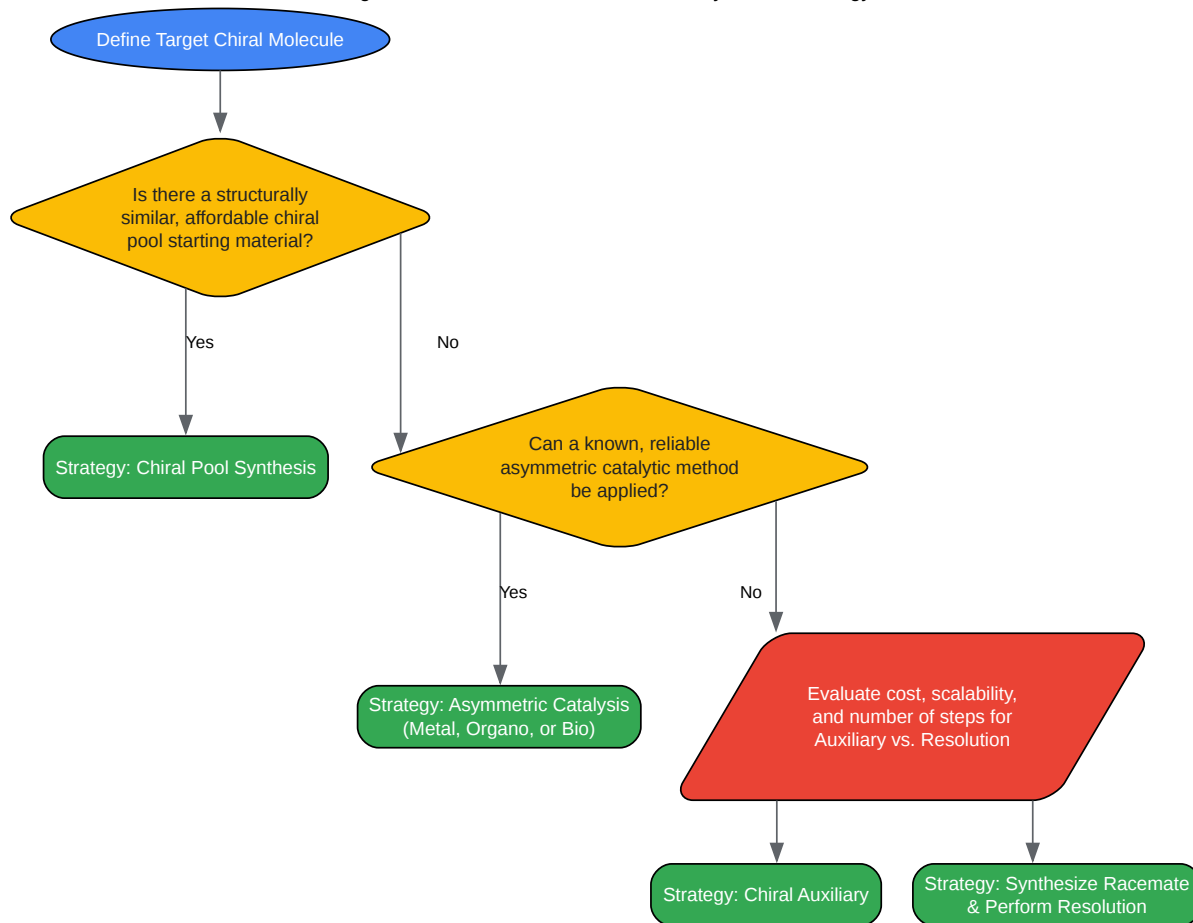 Define Target Chiral Molecule
Is there a structurally
similar, affordable chiral
pool starting material?
Yes
No
Strategy: Chiral Pool Synthesis
Can a known, reliable
asymmetric catalytic method
be applied?
Yes
No
Strategy: Asymmetric Catalysis
(Metal, Organo, or Bio)
Evaluate cost, scalability,
and number of steps for
Auxiliary vs. Resolution
Strategy: Chiral Auxiliary
Strategy: Synthesize Racemate
& Perform Resolution